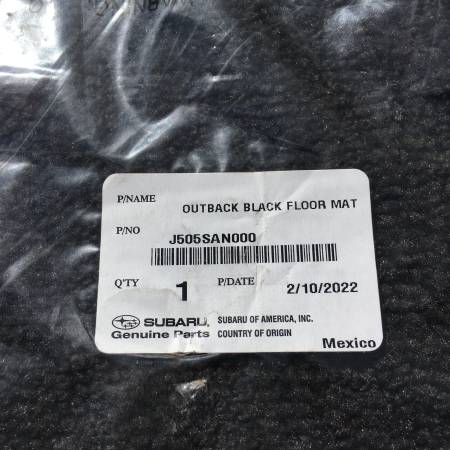 P/NAME OUTBACK BLACK FLOOR MAT
P/NO J505SAN000
Q'TY 1 P/DATE 2/10/2022
SUBARU. SUBARU OF AMERICA, INC.
Genuine Parts COUNTRY OF ORIGIN
Mexico